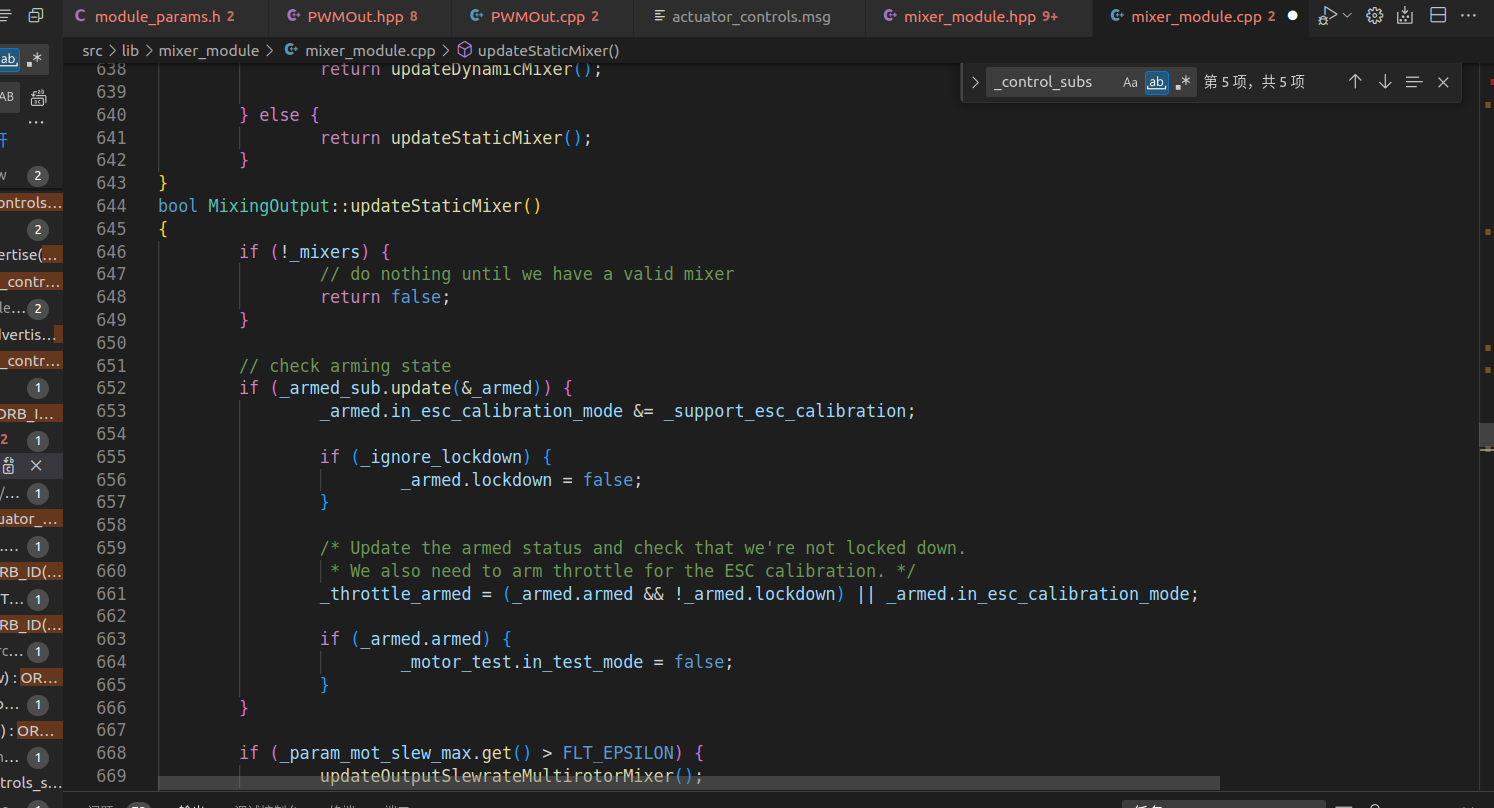 module_params.h 2 PWMOut.hpp 8 PWMOut.cpp 2 actuator_controls.msg mixer_module.hpp 9+ mixer_module.cpp 2
src > lib > mixer_module > mixer_module.cpp > updateStaticMixer()
_control_subs Aa ab 第 5 项，共 5 项
ab
AB
开
w 2
ontrols...
2
ertise(...
_contr...
le... 2
lvertis...
_contr...
1
ORB_I...
2 1
/... 1
uator_...
.... 1
RB_ID(...
T... 1
RB_ID(...
rc... 1
v) : OR...
o... 1
) : OR...
n... 1
trols_s...
1
638 return updateDynamicMixer();
639
640 } else {
641 return updateStaticMixer();
642 }
643 }
644 bool MixingOutput::updateStaticMixer()
645 {
646 if (!_mixers) {
647 // do nothing until we have a valid mixer
648 return false;
649 }
650
651 // check arming state
652 if (_armed_sub.update(&_armed)) {
653 _armed.in_esc_calibration_mode &= _support_esc_calibration;
654
655 if (_ignore_lockdown) {
656 _armed.lockdown = false;
657 }
658
659 /* Update the armed status and check that we're not locked down.
660 * We also need to arm throttle for the ESC calibration. */
661 _throttle_armed = (_armed.armed && !_armed.lockdown) || _armed.in_esc_calibration_mode;
662
663 if (_armed.armed) {
664 _motor_test.in_test_mode = false;
665 }
666 }
667
668 if (_param_mot_slew_max.get() > FLT_EPSILON) {
669 updateOutputSlewrateMultirotorMixer();